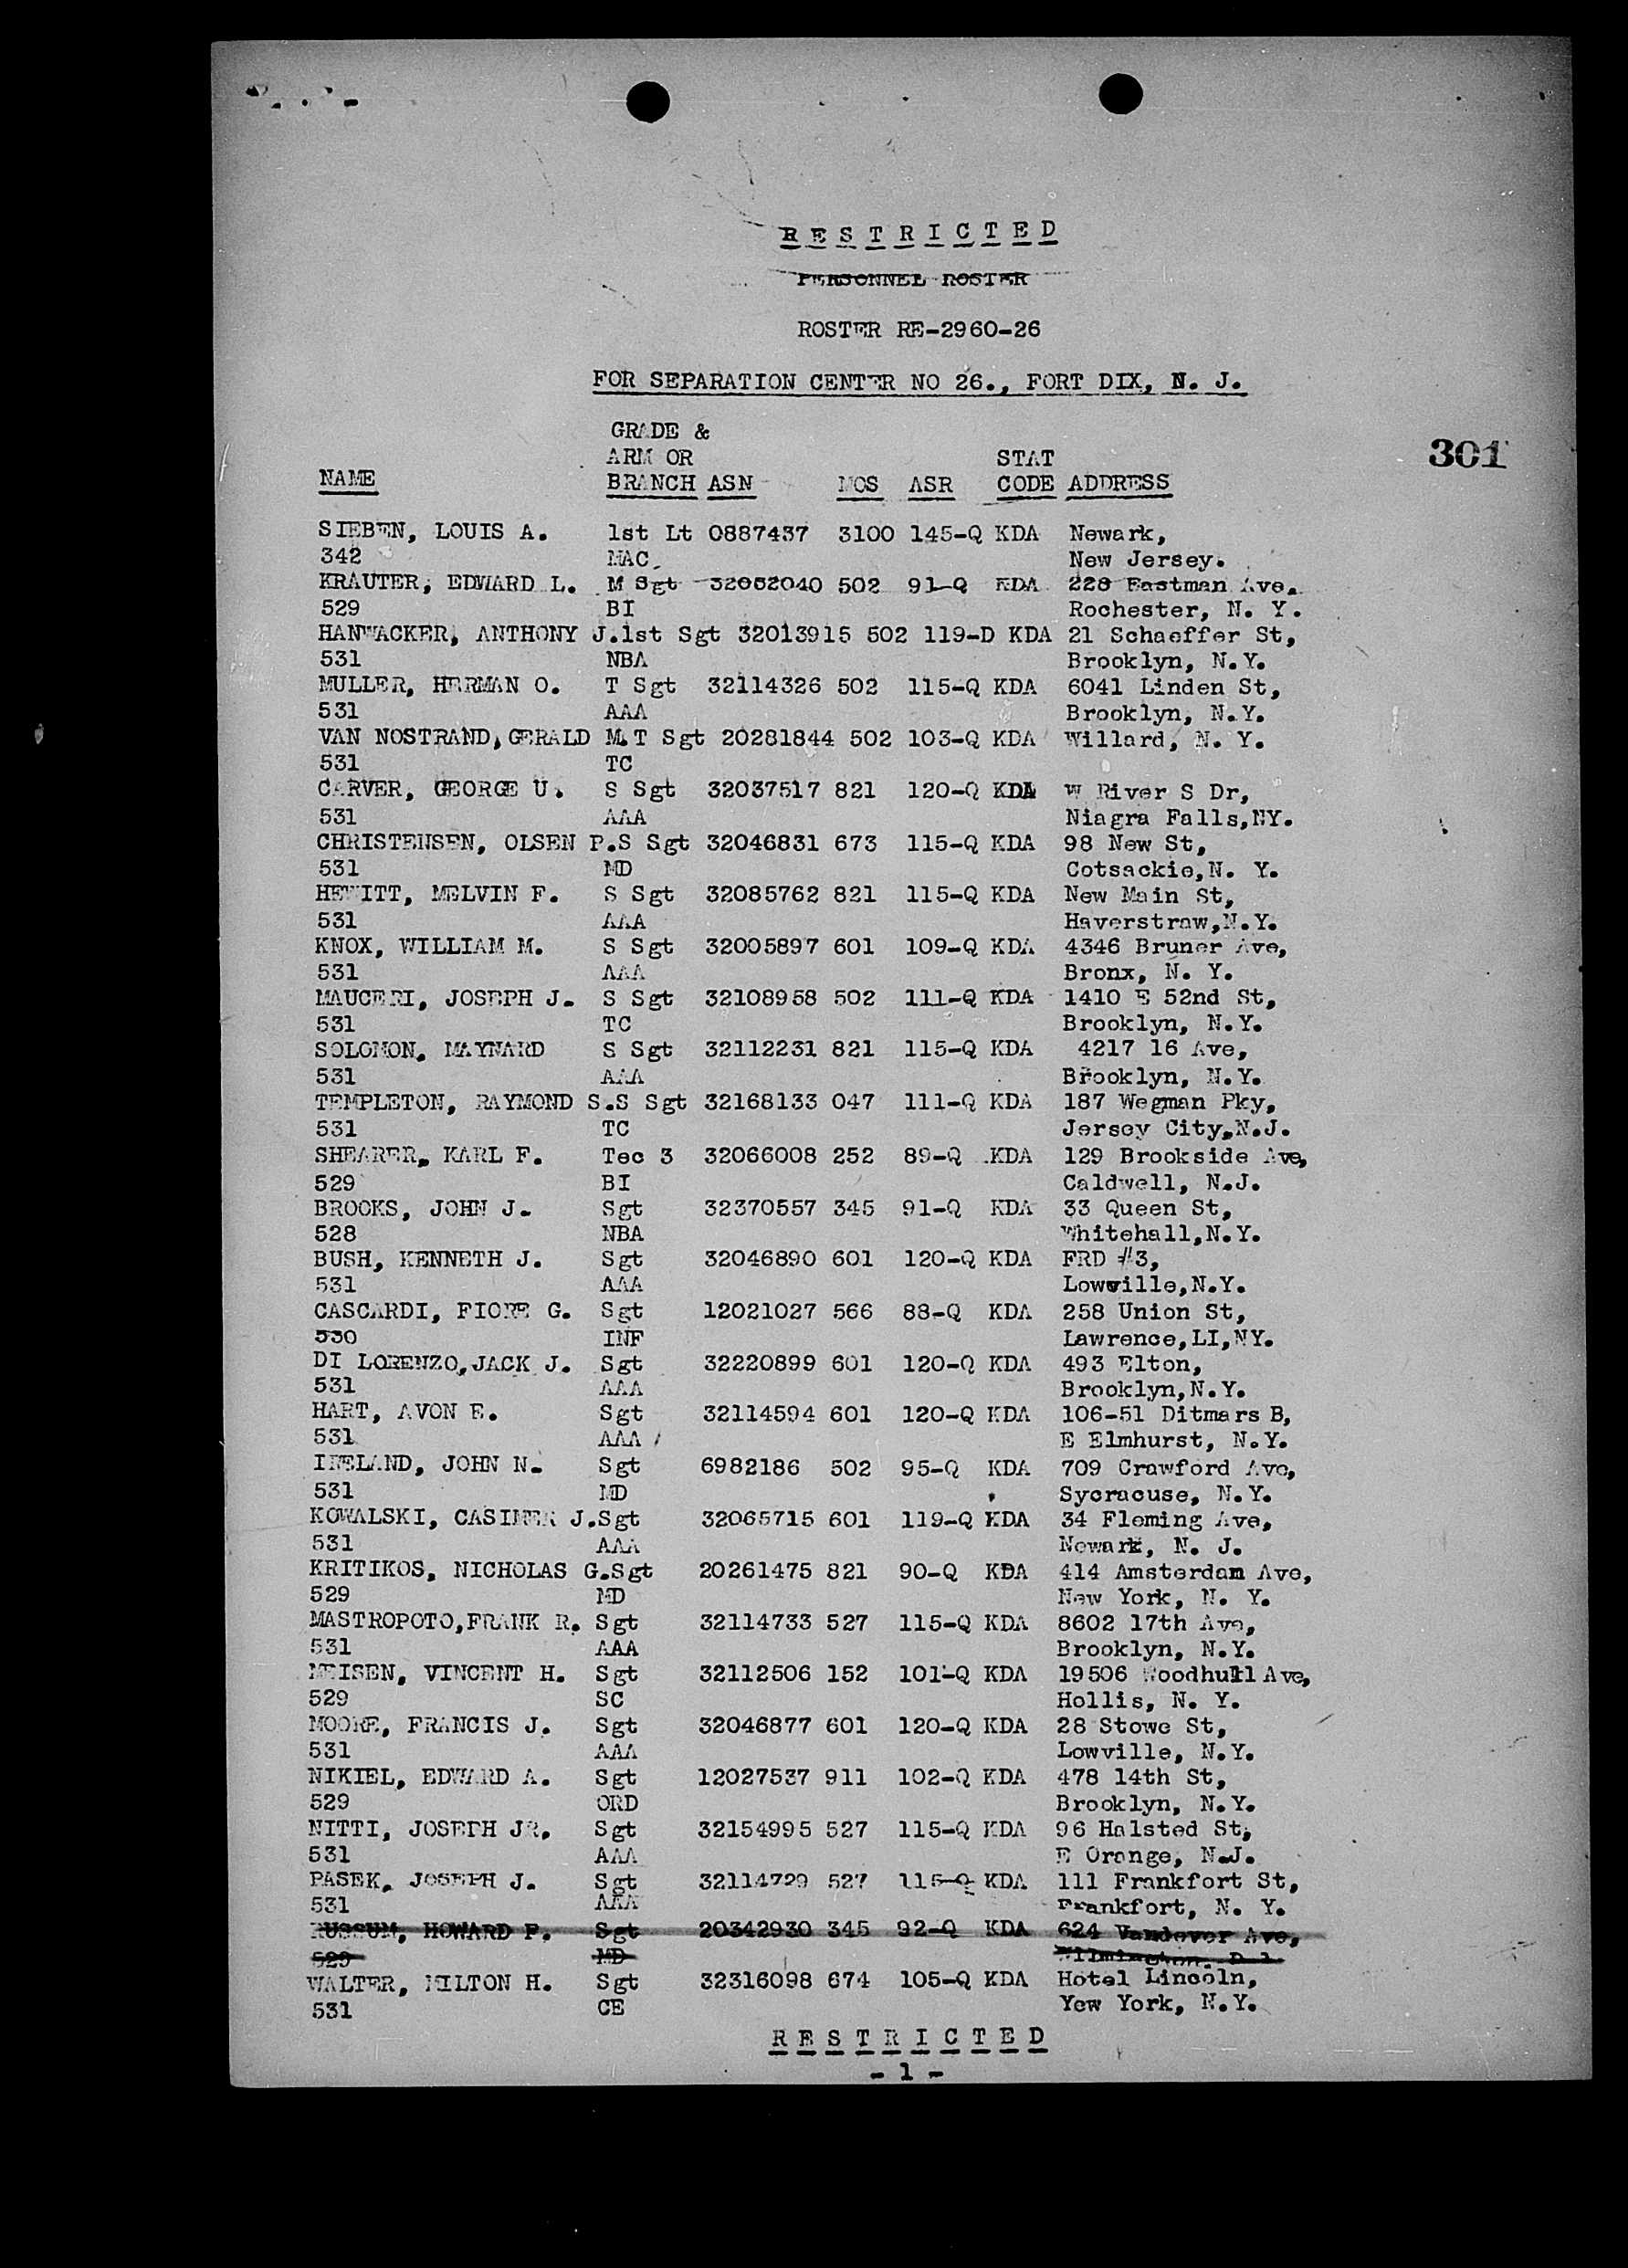 RESTRICTED
PERSONNEL ROSTER
ROSTER RE-2960-26
FOR SEPARATION CENTER NO 26., FORT DIX, N. J.
301
GRADE &
ARM OR STAT
NAME BRANCH ASN MOS ASR CODE ADDRESS
SIEBEN, LOUIS A. 1st Lt 0887437 3100 145-Q KDA Newark,
342 MAC. New Jersey.
KRAUTER, EDWARD L. M Sgt 32052040 502 91-Q KDA 228 Eastman Ave.
529 BI Rochester, N. Y.
HANWACKER, ANTHONY J.1st Sgt 32013915 502 119-D KDA 21 Schaeffer St,
531 NBA Brooklyn, N.Y.
MULLER, HERMAN O. T Sgt 32114326 502 115-Q KDA 6041 Linden St,
531 AAA Brooklyn, N.Y.
VAN NOSTRAND,GERALD M.T Sgt 20281844 502 103-Q KDA Willard, N. Y.
531 TC
CARVER, GEORGE U. S Sgt 32037517 821 120-Q KDA W River S Dr,
531 AAA Niagra Falls,NY.
CHRISTENSEN, OLSEN P.S Sgt 32046831 673 115-Q KDA 98 New St,
531 MD Cotsackie,N. Y.
HEWITT, MELVIN F. S Sgt 32085762 821 115-Q KDA New Main St,
531 AAA Haverstraw,N.Y.
KNOX, WILLIAM M. S Sgt 32005897 601 109-Q KDA 4346 Bruner Ave,
531 AAA Bronx, N. Y.
MAUCERI, JOSEPH J. S Sgt 32108958 502 111-Q KDA 1410 E 52nd St,
531 TC Brooklyn, N.Y.
SOLOMON, MAYNARD S Sgt 32112231 821 115-Q KDA 4217 16 Ave,
531 AAA Brooklyn, N.Y.
TEMPLETON, RAYMOND S.S Sgt 32168133 047 111-Q KDA 187 Wegman Pky,
531 TC Jersey City,N.J.
SHEARER, KARL F. Tec 3 32066008 252 89-Q KDA 129 Brookside Ave,
529 BI Caldwell, N.J.
BROOKS, JOHN J. Sgt 32370557 345 91-Q KDA 33 Queen St,
528 NBA Whitehall,N.Y.
BUSH, KENNETH J. Sgt 32046890 601 120-Q KDA FRD #3,
531 AAA Lowville,N.Y.
CASCARDI, FIORE G. Sgt 12021027 566 88-Q KDA 258 Union St,
530 INF Lawrence,LI,NY.
DI LORENZO,JACK J. Sgt 32220899 601 120-Q KDA 493 Elton,
531 AAA Brooklyn,N.Y.
HART, AVON E. Sgt 32114594 601 120-Q KDA 106-51 Ditmars B,
531 AAA E Elmhurst, N.Y.
IRELAND, JOHN N. Sgt 6982186 502 95-Q KDA 709 Crawford Ave,
531 MD Sycracuse, N.Y.
KOWALSKI, CASIMER J.Sgt 32065715 601 119-Q KDA 34 Fleming Ave,
531 AAA Newark, N. J.
KRITIKOS, NICHOLAS G.Sgt 20261475 821 90-Q KDA 414 Amsterdam Ave,
529 MD New York, N. Y.
MASTROPOTO,FRANK R. Sgt 32114733 527 115-Q KDA 8602 17th Ave,
531 AAA Brooklyn, N.Y.
MEISEN, VINCENT H. Sgt 32112506 152 101-Q KDA 19506 Woodhull Ave,
529 SC Hollis, N. Y.
MOORE, FRANCIS J. Sgt 32046877 601 120-Q KDA 28 Stowe St,
531 AAA Lowville, N.Y.
NIKIEL, EDWARD A. Sgt 12027537 911 102-Q KDA 478 14th St,
529 ORD Brooklyn, N.Y.
NITTI, JOSEPH JR. Sgt 32154995 527 115-Q KDA 96 Halsted St,
531 AAA E Orange, N.J.
PASEK, JOSEPH J. Sgt 32114729 527 115-Q KDA 111 Frankfort St,
531 AAA Frankfort, N. Y.
RUSSUM, HOWARD P. Sgt 20342930 345 92-Q KDA 624 Vandever Ave,
529 MD Wilmington, Del
WALTER, MILTON H. Sgt 32316098 674 105-Q KDA Hotel Lincoln,
531 CE Yew York, N.Y.
RESTRICTED
- 1 -